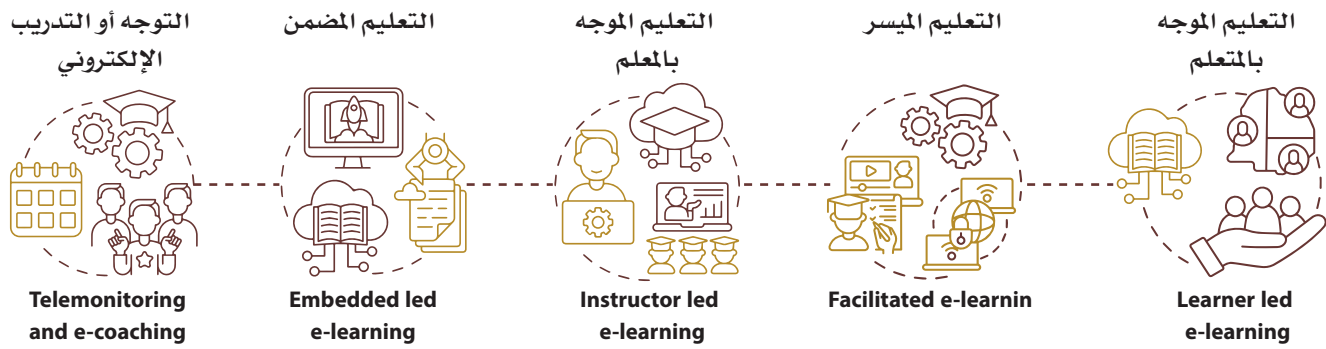 التعليم الموجه
بالمتعلم
التعليم الميسر
التعليم الموجه
بالمعلم
التعليم المضمن
التوجه أو التدريب
الإلكتروني
Telemonitoring
and e-coaching
Embedded led
e-learning
Instructor led
e-learning
Facilitated e-learnin
Learner led
e-learning